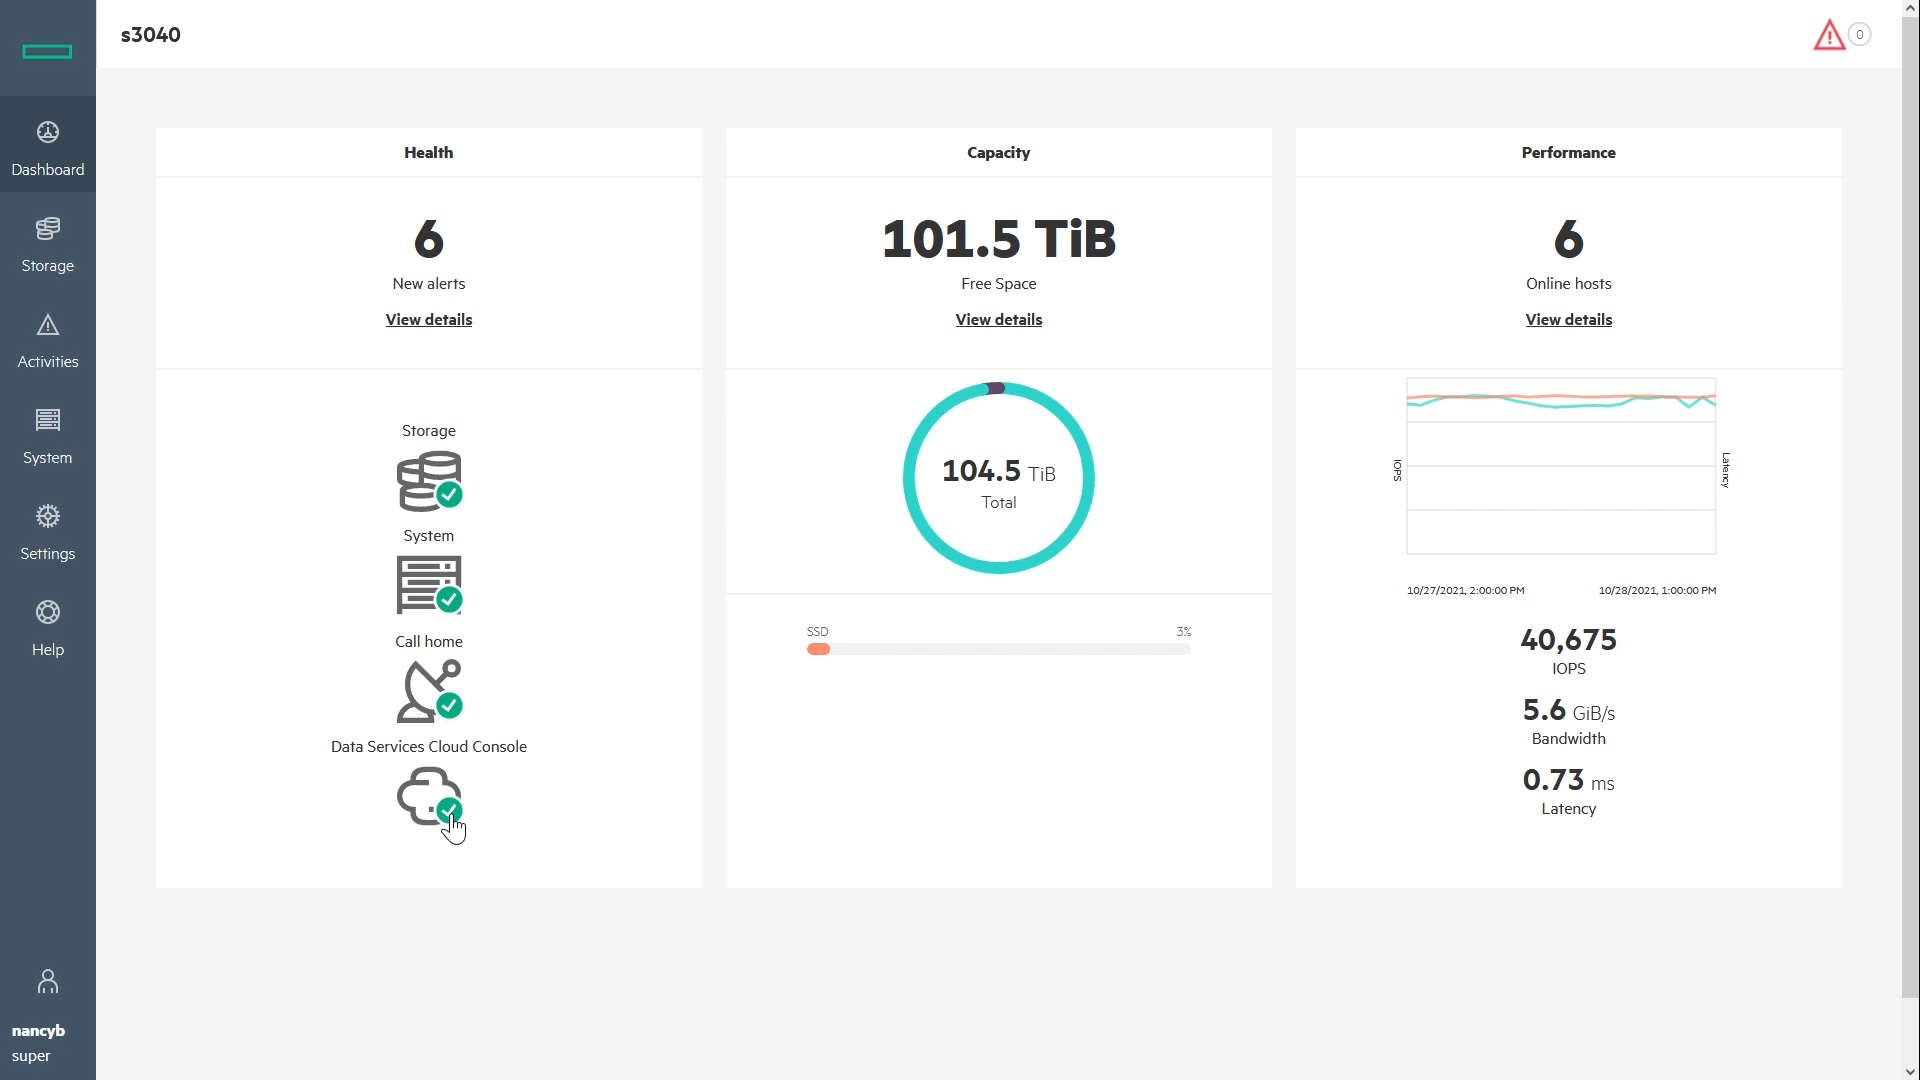 s3040
0
Dashboard
Storage
Activities
System
Settings
Help
nancyb
super
Health
6
New alerts
View details
Storage
System
Call home
Data Services Cloud Console
Capacity
101.5 TiB
Free Space
View details
104.5 TiB
Total
SSD 3%
Performance
6
Online hosts
View details
IOPS
Latency
10/27/2021, 2:00:00 PM 10/28/2021, 1:00:00 PM
40,675
IOPS
5.6 GiB/s
Bandwidth
0.73 ms
Latency